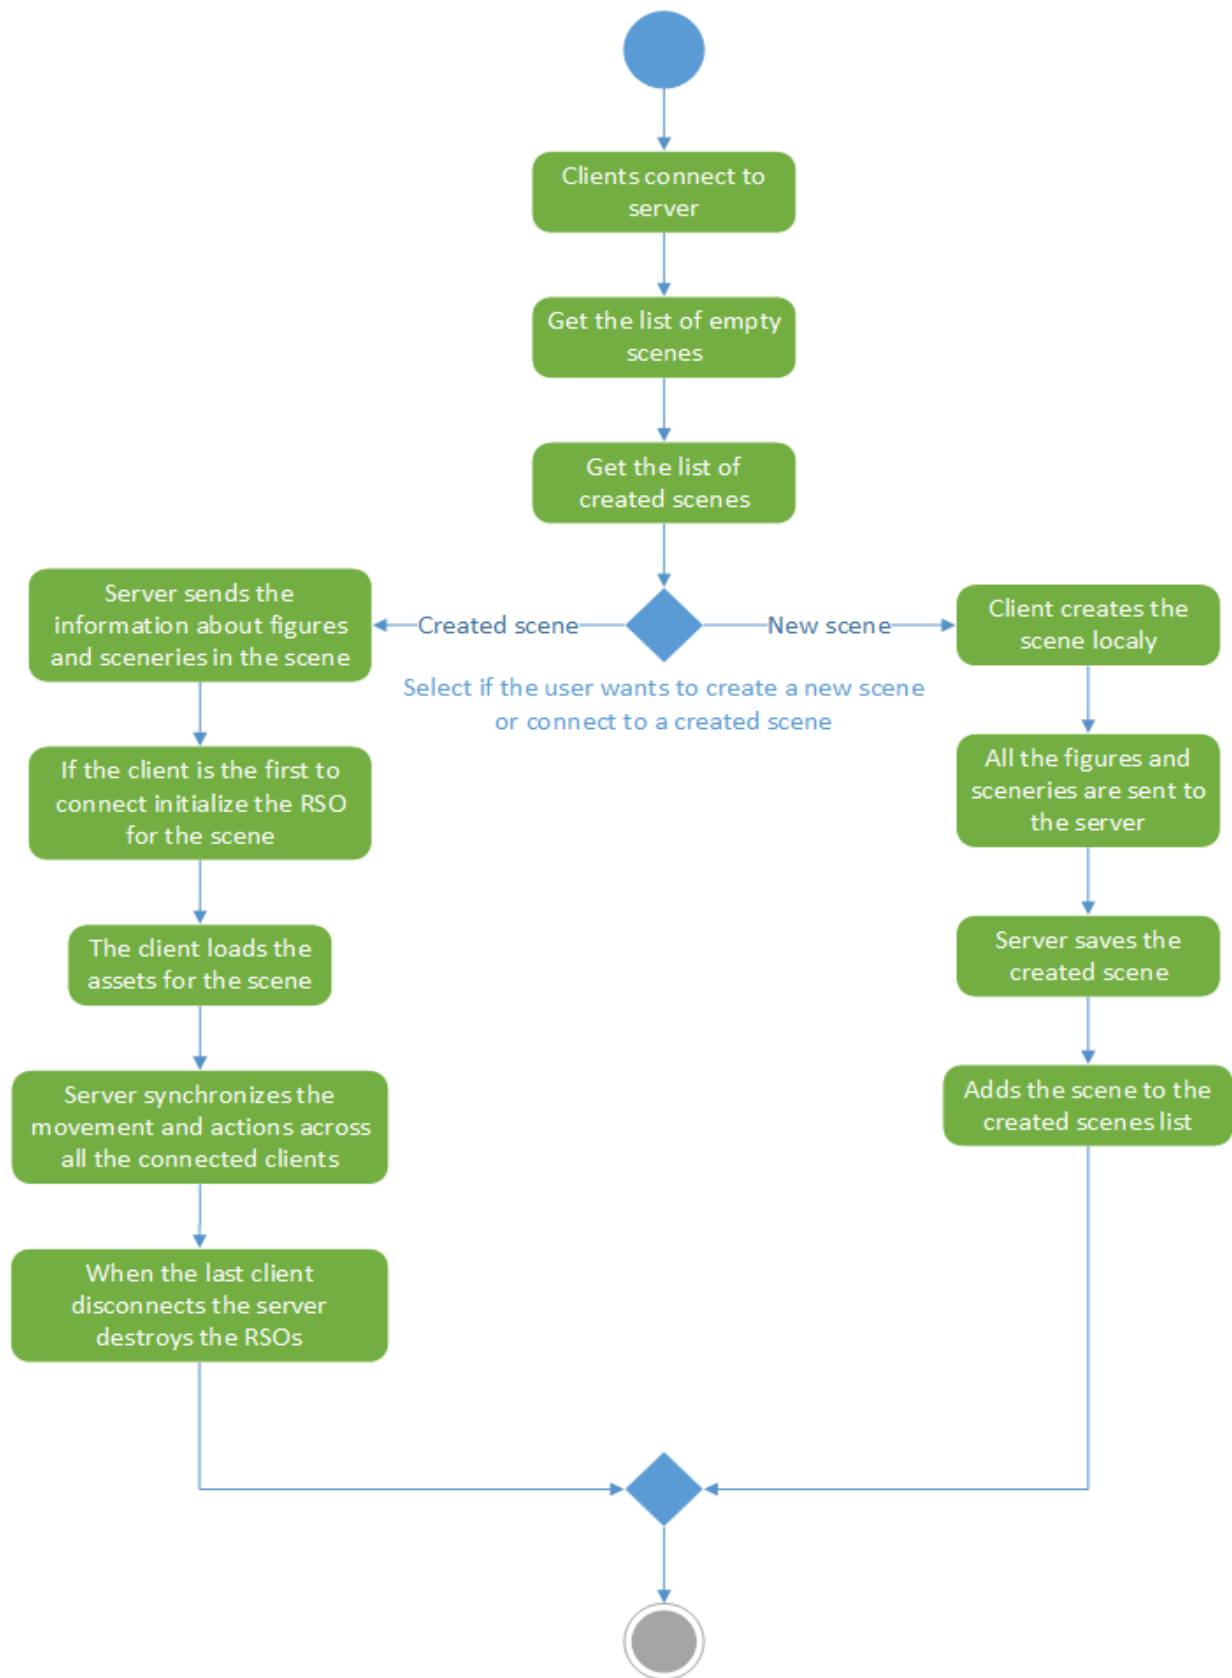 Clients connect to
server
Get the list of empty
scenes
Get the list of
created scenes
Created scene
New scene
Select if the user wants to create a new scene
or connect to a created scene
Server sends the
information about figures
and sceneries in the scene
If the client is the first to
connect initialize the RSO
for the scene
The client loads the
assets for the scene
Server synchronizes the
movement and actions across
all the connected clients
When the last client
disconnects the server
destroys the RSOs
Client creates the
scene localy
All the figures and
sceneries are sent to
the server
Server saves the
created scene
Adds the scene to the
created scenes list